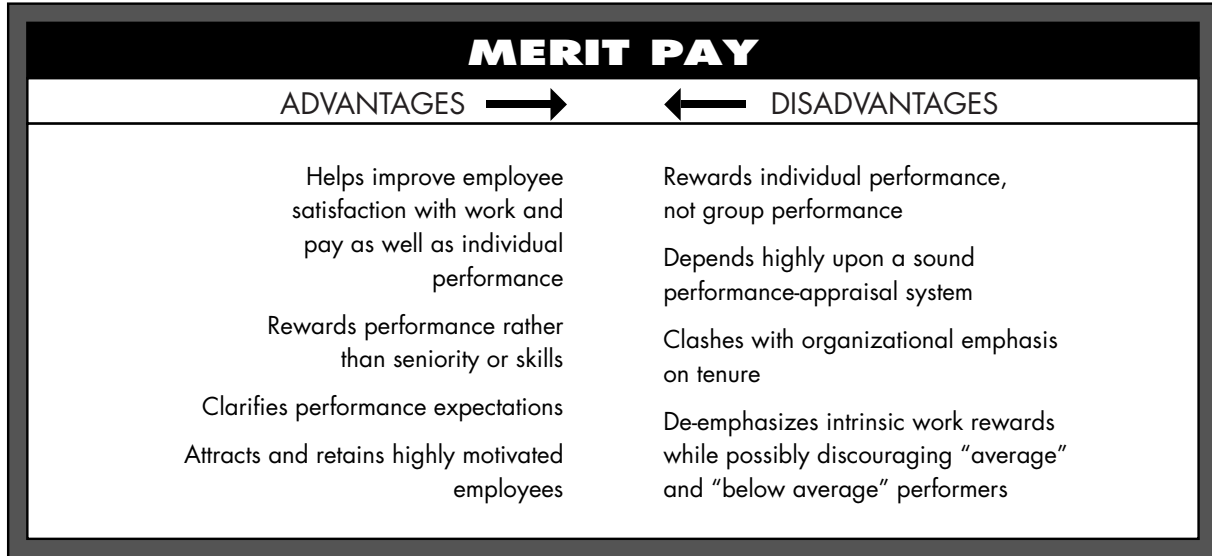 MERIT PAY
ADVANTAGES
DISADVANTAGES
Helps improve employee
satisfaction with work and
pay as well as individual
performance
Rewards performance rather
than seniority or skills
Clarifies performance expectations
Attracts and retains highly motivated
employees
Rewards individual performance,
not group performance
Depends highly upon a sound
performance-appraisal system
Clashes with organizational emphasis
on tenure
De-emphasizes intrinsic work rewards
while possibly discouraging “average”
and “below average” performers